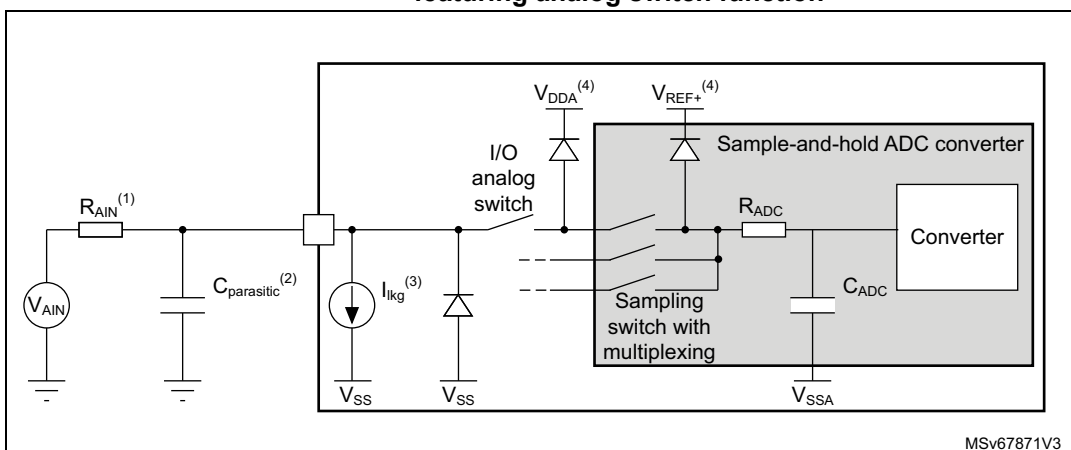 featuring analog switch function
V_DDA^(4)
V_REF+^(4)
Sample-and-hold ADC converter
I/O
analog
switch
R_AIN^(1)
R_ADC
Converter
V_AIN
C_parasitic^(2)
I_lkg^(3)
C_ADC
Sampling
switch with
multiplexing
V_SS
V_SS
V_SSA
MSv67871V3